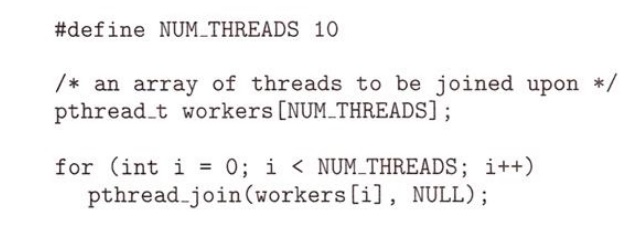 #define NUM_THREADS 10
/* an array of threads to be joined upon */
pthread_t workers[NUM_THREADS];
for (int i = 0; i < NUM_THREADS; i++)
pthread_join(workers[i], NULL);